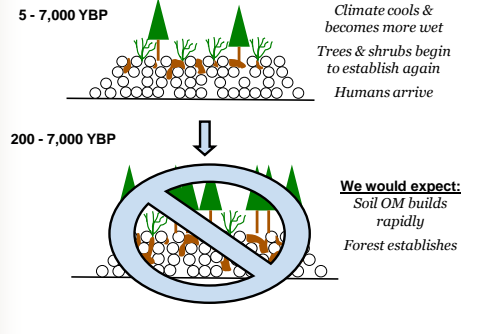 5 - 7,000 YBP
Climate cools &
becomes more wet
Trees & shrubs begin
to establish again
Humans arrive
200 - 7,000 YBP
We would expect:
Soil OM builds
rapidly
Forest establishes